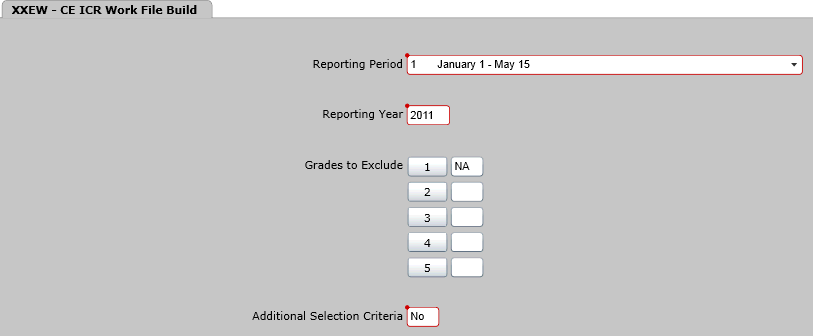 XXEW - CE ICR Work File Build
Reporting Period 1 January 1 - May 15
Reporting Year 2011
Grades to Exclude 1 NA
2
3
4
5
Additional Selection Criteria No